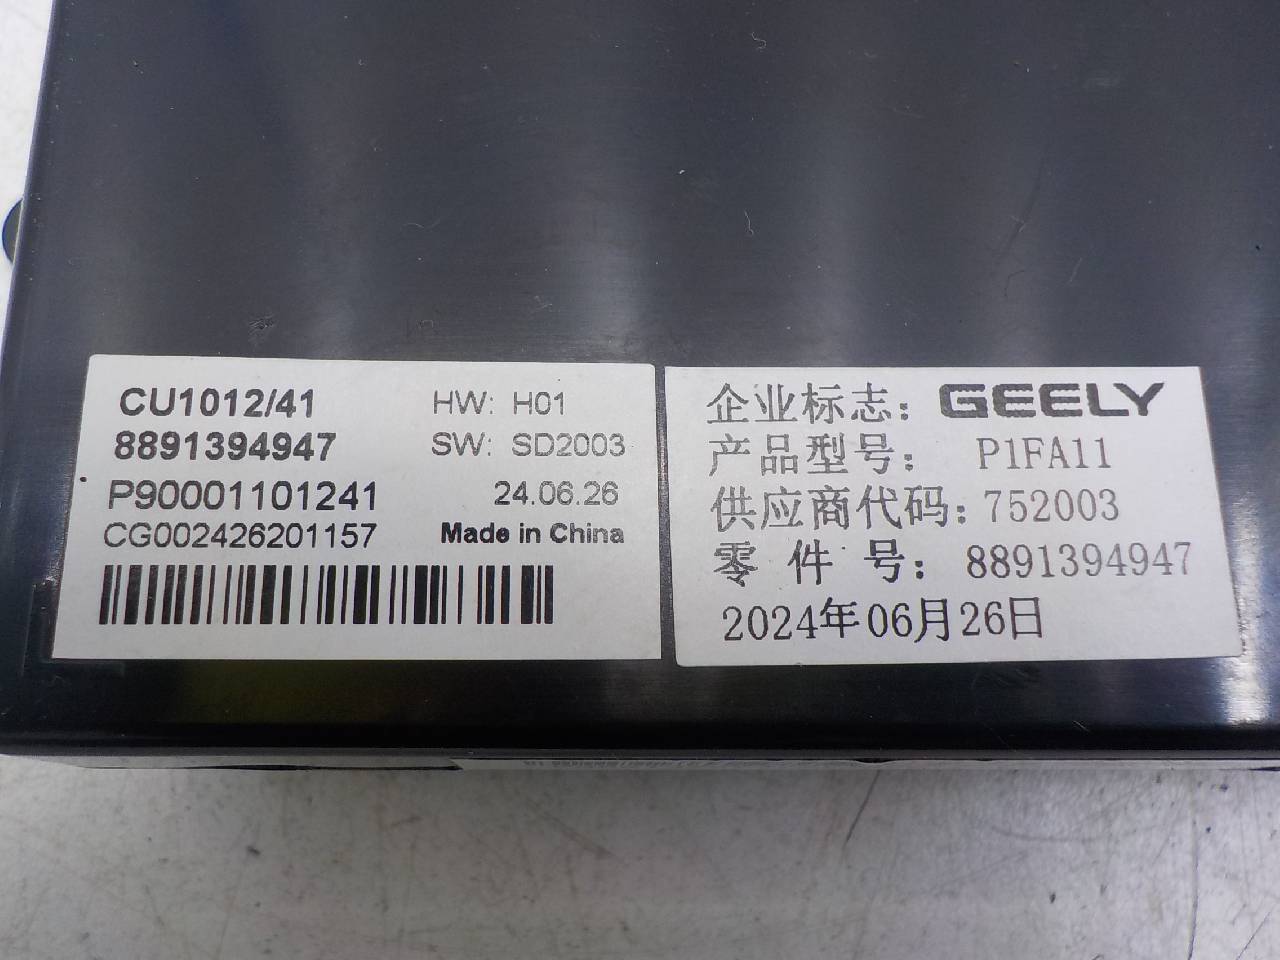 CU1012/41 HW: H01
8891394947 SW: SD2003
P90001101241 24.06.26
CG002426201157 Made in China
企业标志: GEELY
产品型号: P1FA11
供应商代码: 752003
零件号: 8891394947
2024年06月26日